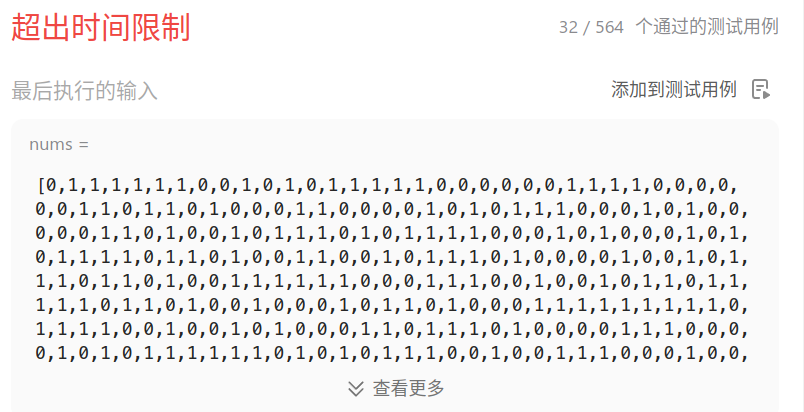 超出时间限制
32 / 564 个通过的测试用例
最后执行的输入
添加到测试用例
nums =
[0,1,1,1,1,1,1,0,0,1,0,1,0,1,1,1,1,1,0,0,0,0,0,0,1,1,1,1,0,0,0,0,
0,0,1,1,0,1,1,0,1,0,0,0,1,1,0,0,0,0,1,0,1,0,1,1,1,0,0,0,1,0,1,0,0,
0,0,0,1,1,0,1,0,0,1,0,1,1,1,0,1,0,1,1,1,1,0,0,0,1,0,1,0,0,0,1,0,1,
0,1,1,1,1,0,1,1,0,1,0,0,1,1,0,0,1,0,1,1,1,0,1,0,0,0,0,1,0,0,1,0,1,
1,1,0,1,1,0,1,0,0,1,1,1,1,1,1,0,0,0,1,1,1,0,0,1,0,0,1,0,1,1,0,1,1,
1,1,1,0,1,1,0,1,0,0,1,0,0,0,1,0,1,1,0,1,0,0,0,1,1,1,1,1,1,1,1,1,0,
1,1,1,1,0,0,1,0,0,1,0,1,0,0,0,1,1,0,1,1,1,0,1,0,0,0,0,1,1,1,0,0,0,
0,1,0,1,0,1,1,1,1,1,1,0,1,0,1,0,1,1,1,0,0,1,0,0,1,1,1,0,0,0,1,0,0,
查看更多